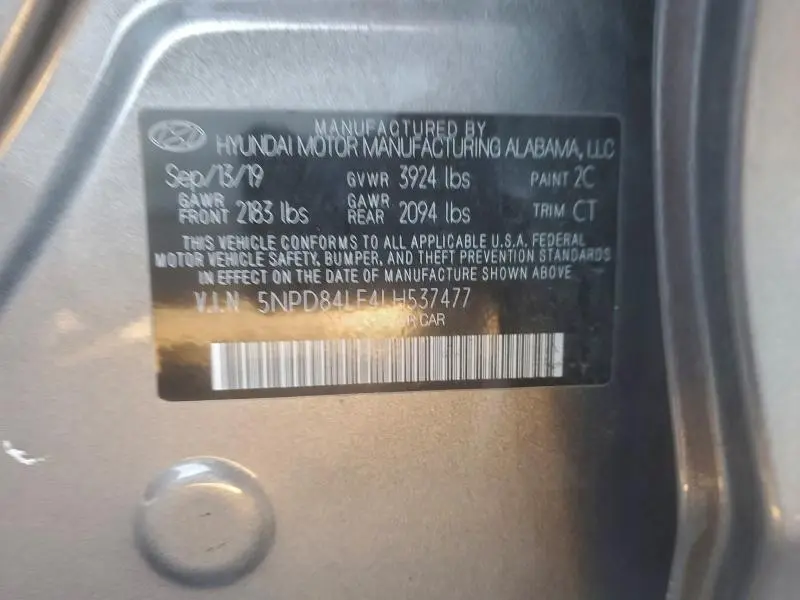 MANUFACTURED BY
HYUNDAI MOTOR MANUFACTURING ALABAMA, LLC
Sep/13/19 GVWR 3924 lbs PAINT 2C
GAWR FRONT 2183 lbs GAWR REAR 2094 lbs TRIM CT
THIS VEHICLE CONFORMS TO ALL APPLICABLE U.S.A. FEDERAL
MOTOR VEHICLE SAFETY, BUMPER, AND THEFT PREVENTION STANDARDS
IN EFFECT ON THE DATE OF MANUFACTURE SHOWN ABOVE.
V.I.N 5NPD84LF4LH537477
CAR